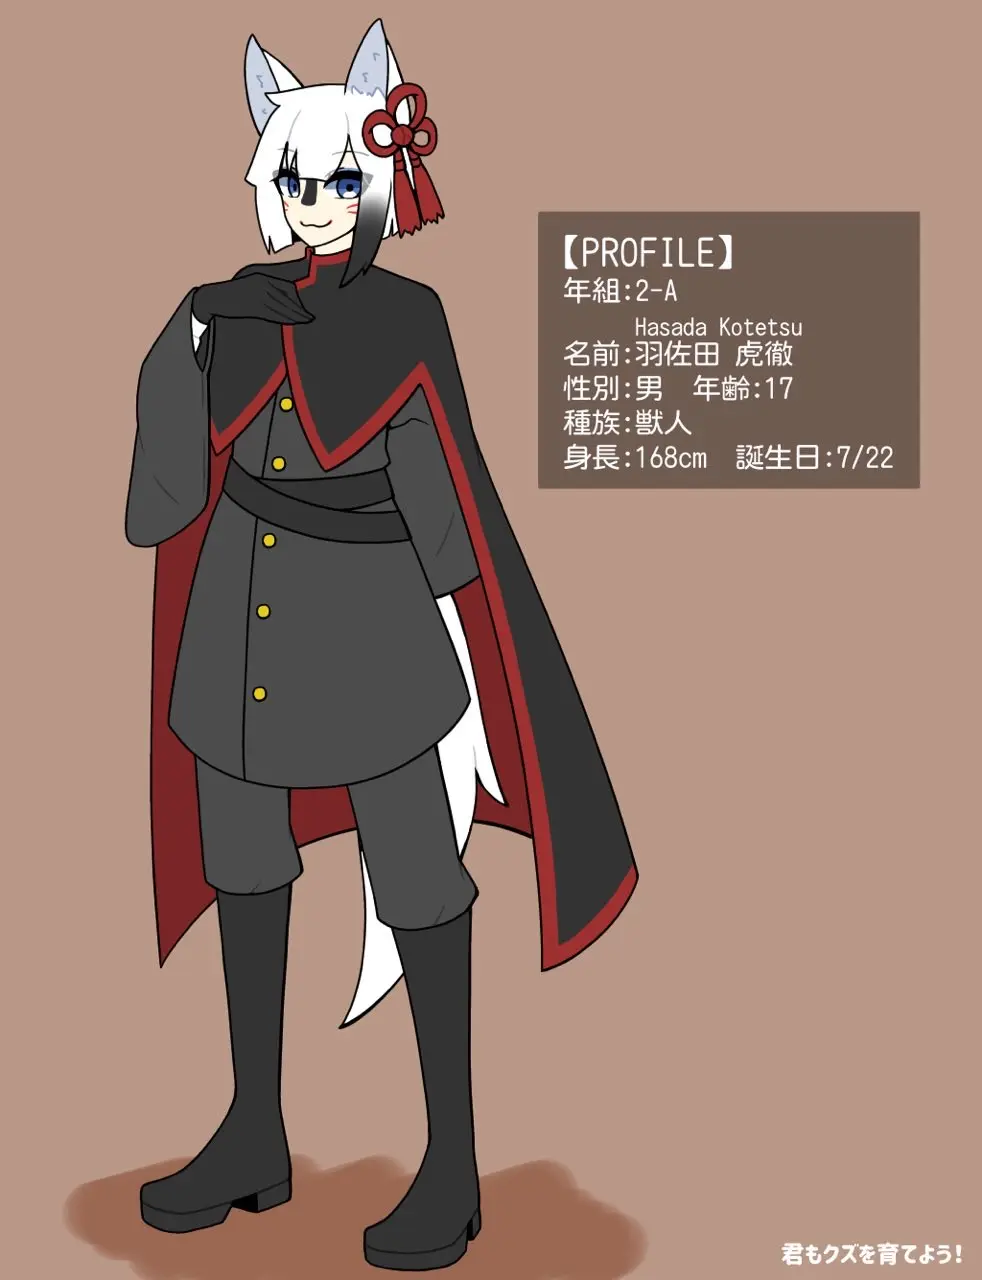 【PROFILE】
年組:2-A
Hasada Kotetsu
名前:羽佐田 虎徹
性別:男 年齢:17
種族:獣人
身長:168cm 誕生日:7/22
君もクズを育てよう!